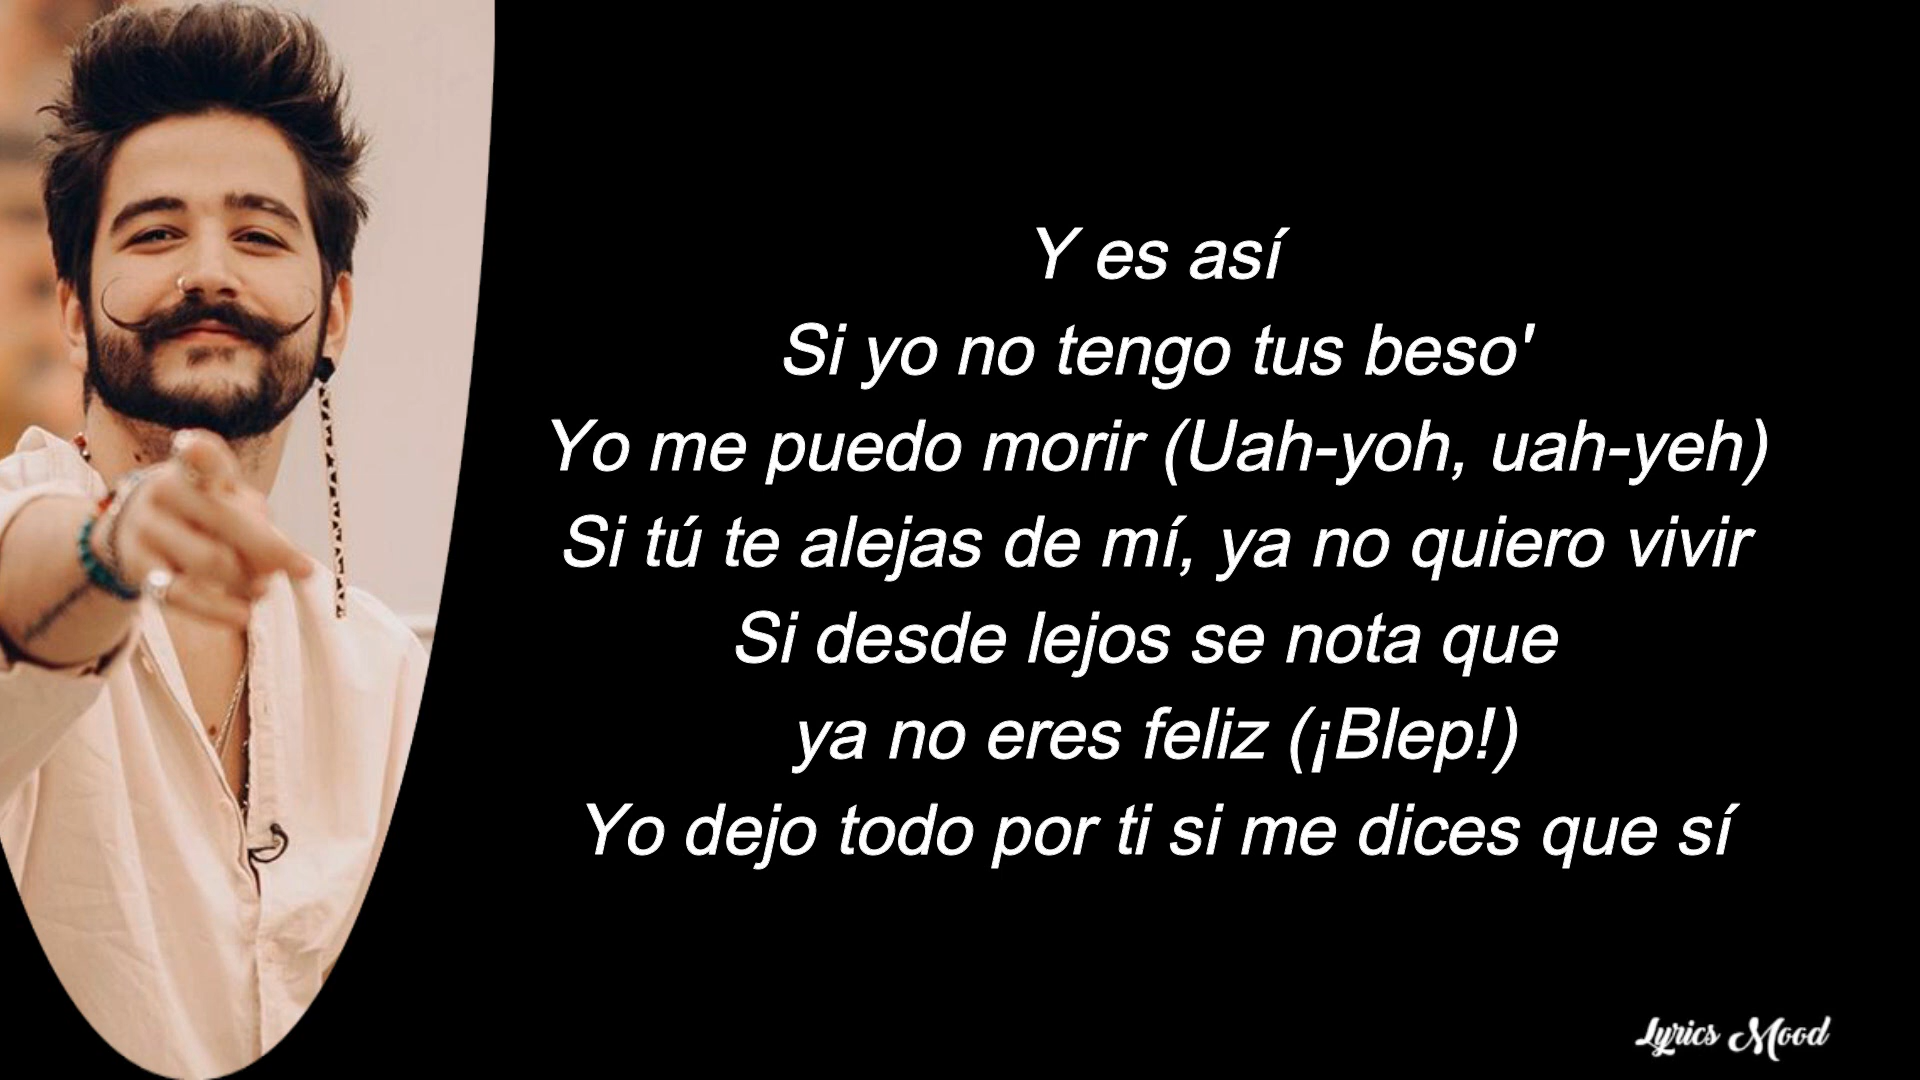 Y es así
Si yo no tengo tus beso'
Yo me puedo morir (Uah-yoh, uah-yeh)
Si tú te alejas de mí, ya no quiero vivir
Si desde lejos se nota que
ya no eres feliz (¡Blep!)
Yo dejo todo por ti si me dices que sí
Lyrics Mood